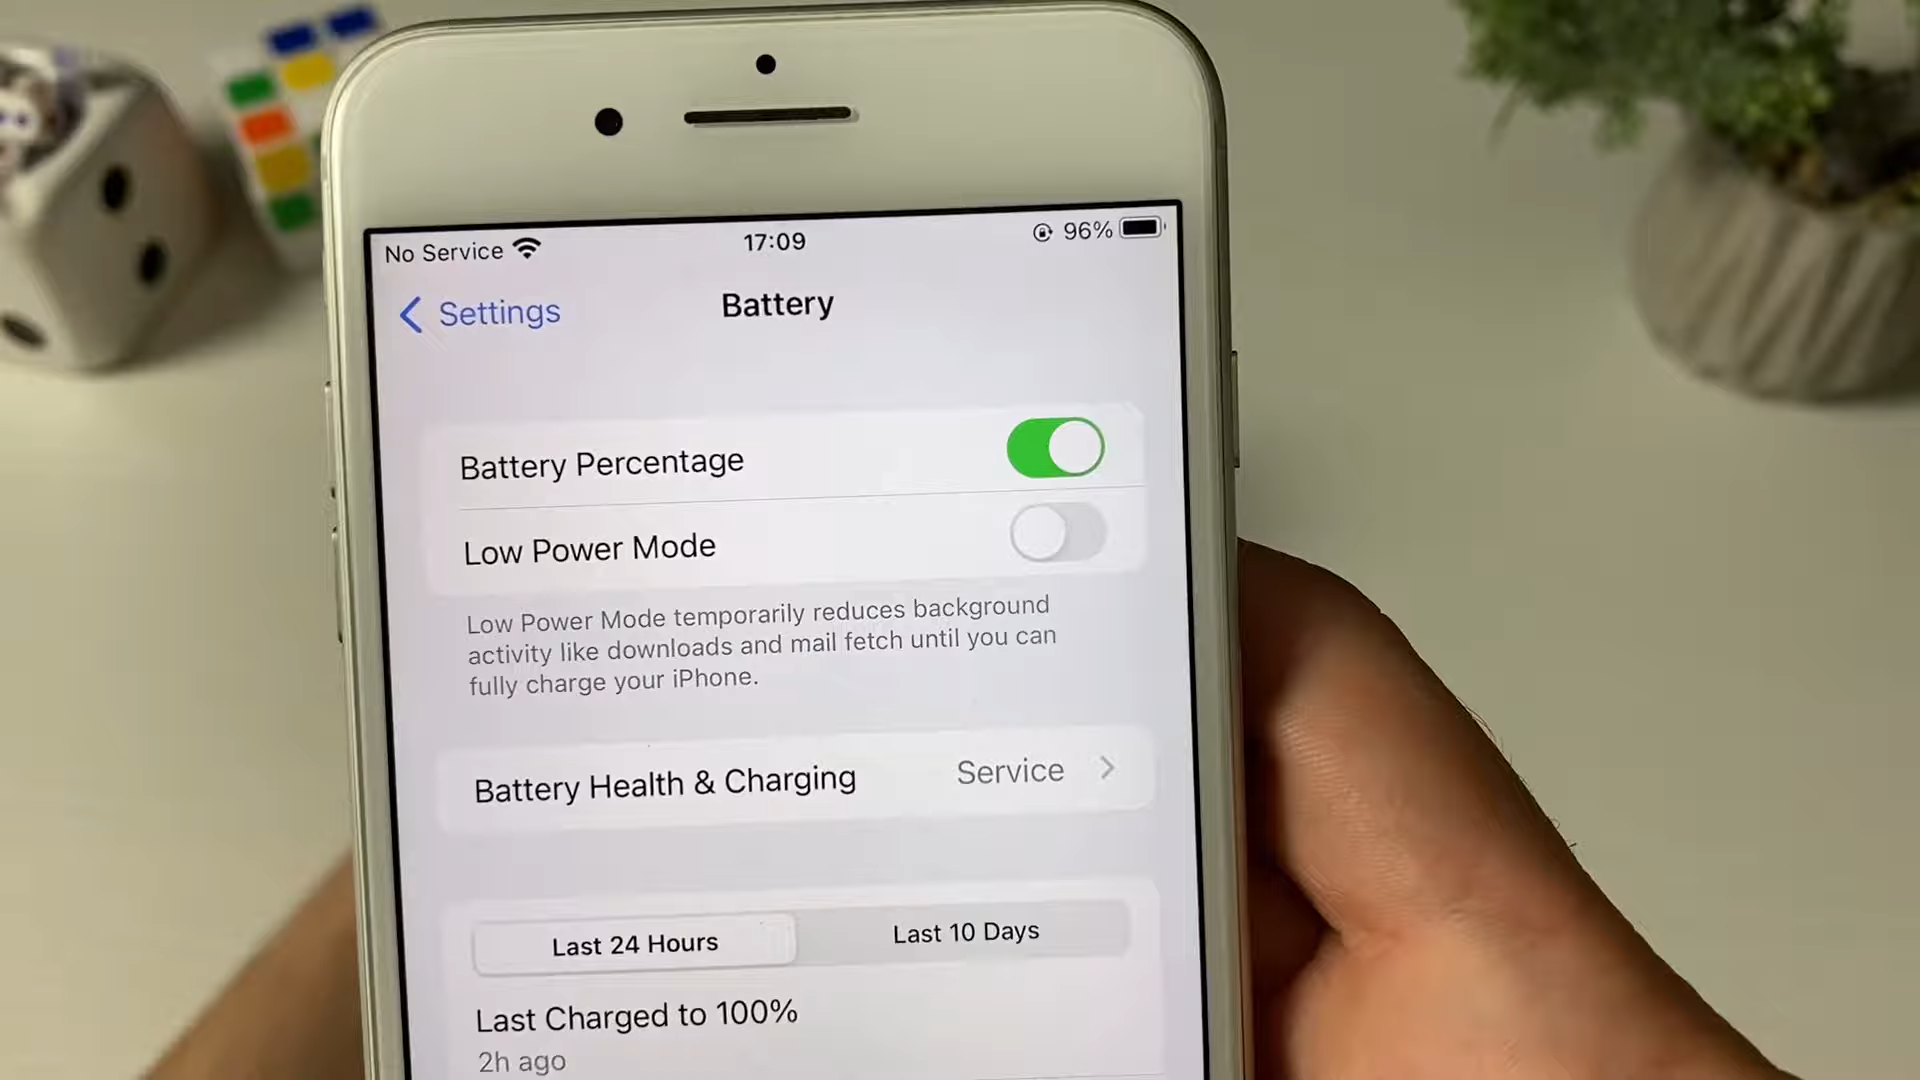 No Service 17:09 96%
Settings Battery
Battery Percentage
Low Power Mode
Low Power Mode temporarily reduces background
activity like downloads and mail fetch until you can
fully charge your iPhone.
Battery Health & Charging Service
Last 24 Hours Last 10 Days
Last Charged to 100%
2h ago